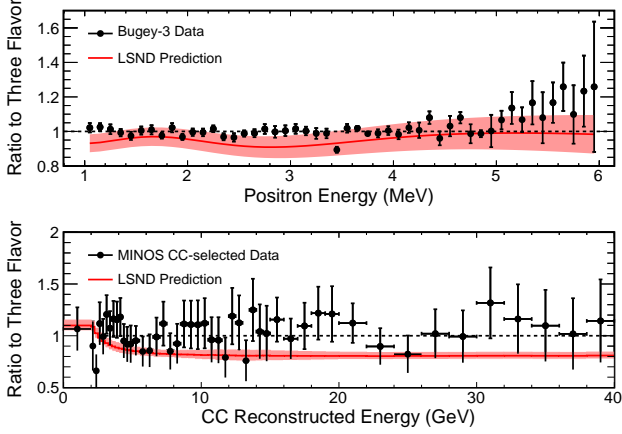 Ratio to Three Flavor
1.6
1.4
1.2
1
0.8
Bugey-3 Data
LSND Prediction
1 2 3 4 5 6
Positron Energy (MeV)
Ratio to Three Flavor
2
1.5
1
0.5
MINOS CC-selected Data
LSND Prediction
0 10 20 30 40
CC Reconstructed Energy (GeV)